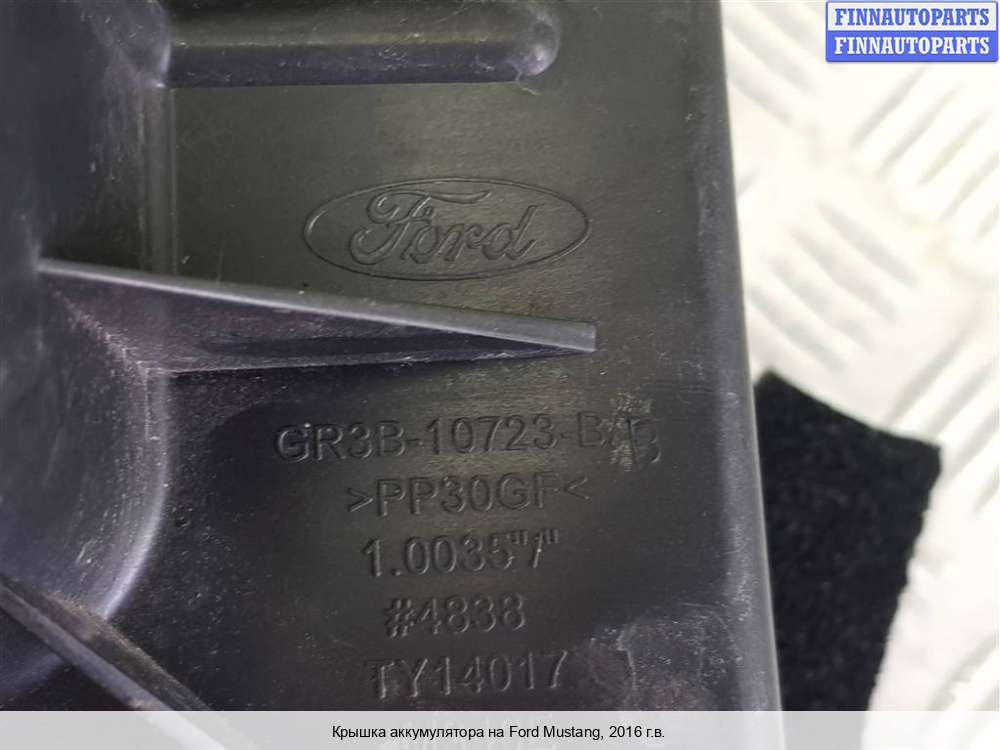 FINNAUTOPARTS
FINNAUTOPARTS
Ford
GR3B-10723-BB
>PP30GF<
1.0035"/"
#4838
TY14017
Крышка аккумулятора на Ford Mustang, 2016 г.в.